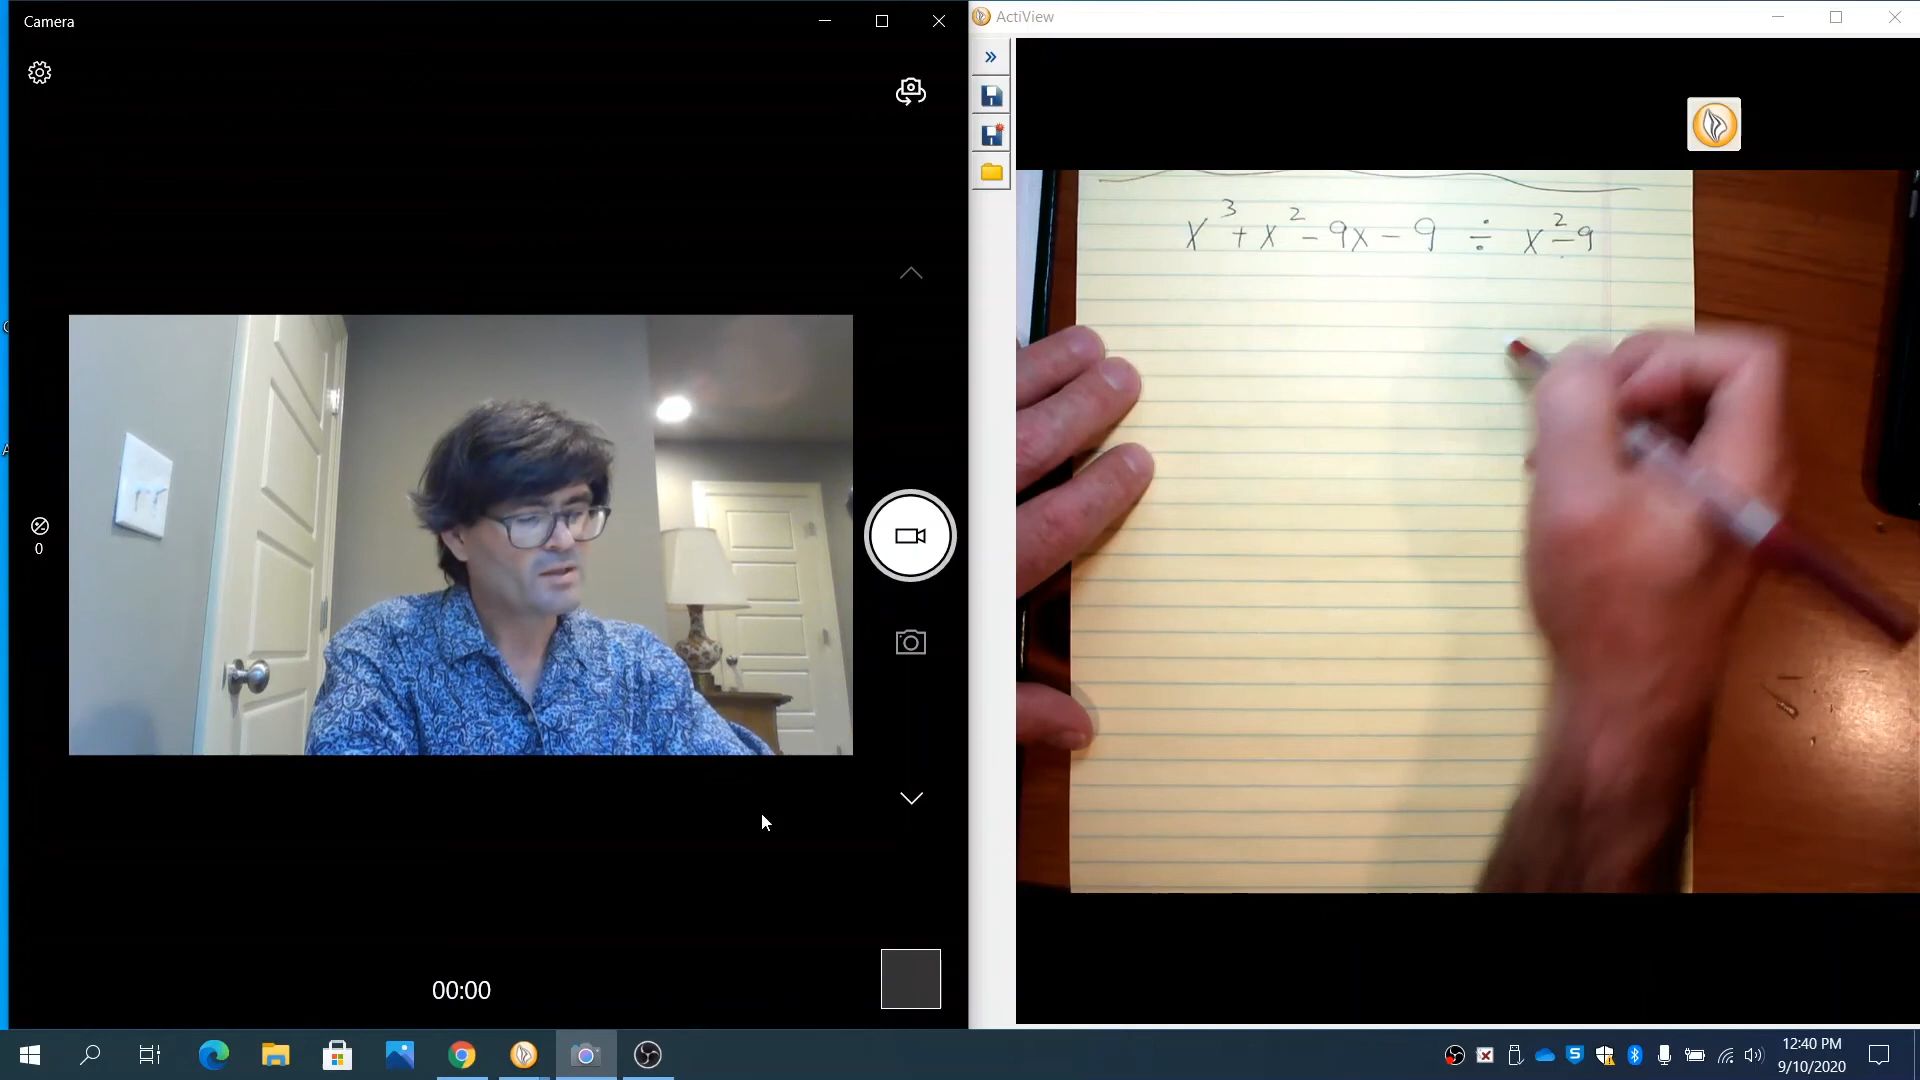 Camera
ActiView
x³ + x² - 9x - 9 ÷ x² - 9
0
00:00
12:40 PM
9/10/2020